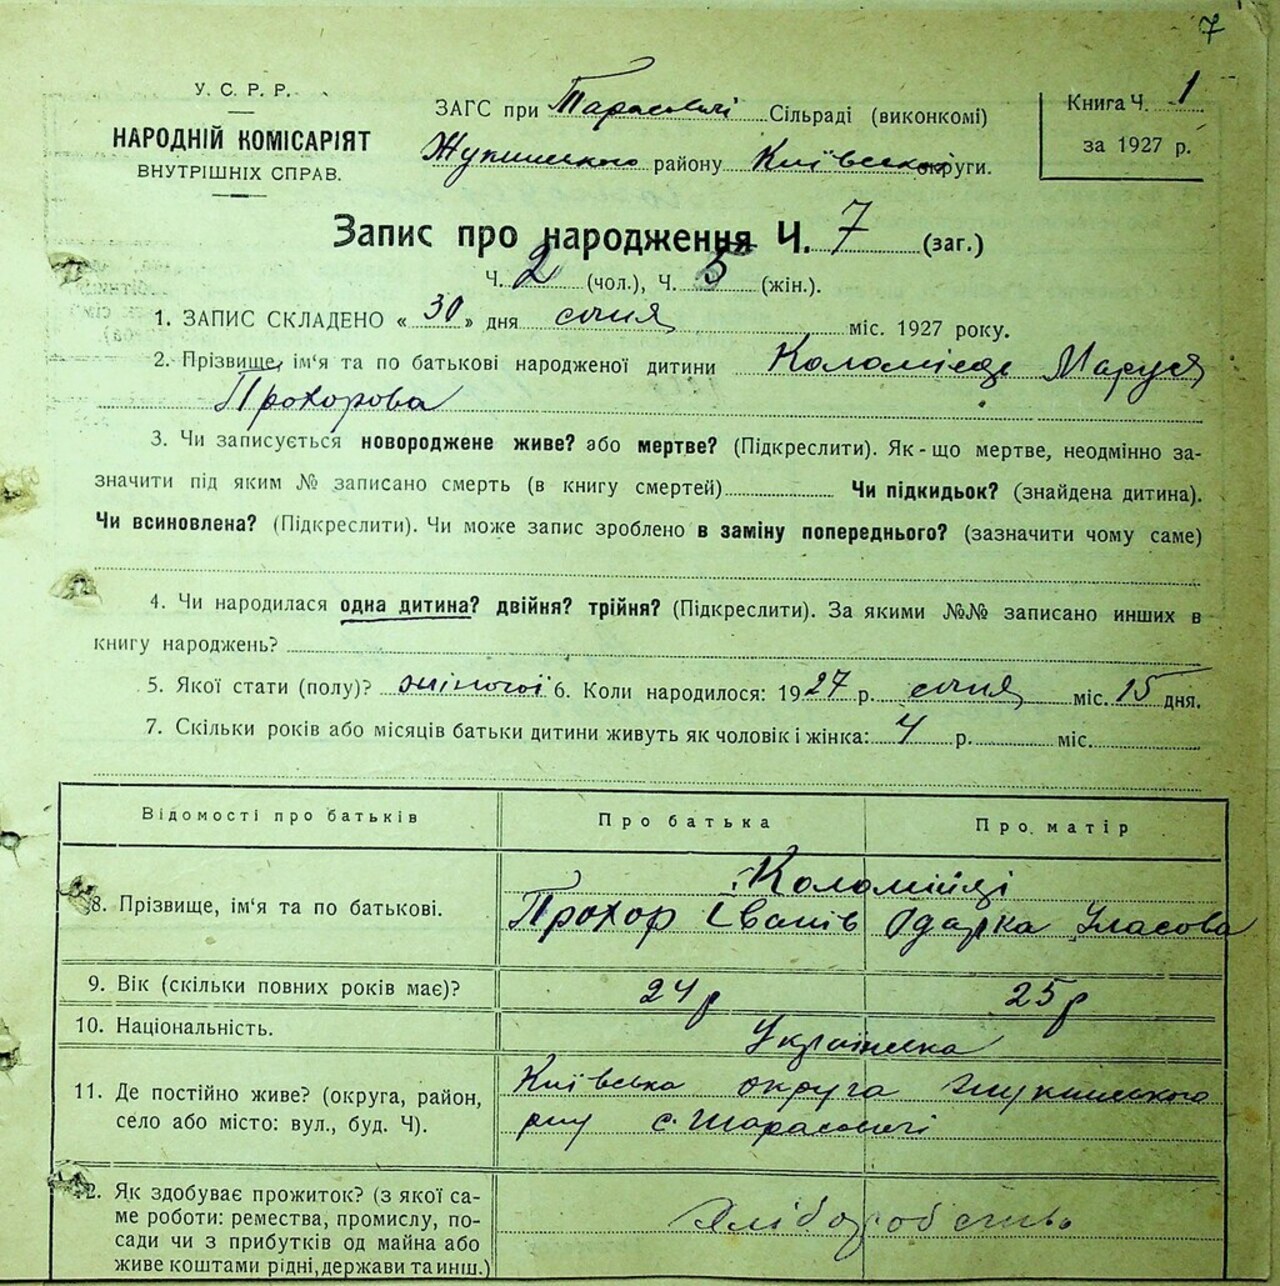 7
У. С. Р. Р.
НАРОДНІЙ КОМІСАРІЯТ
ВНУТРІШНІХ СПРАВ.
ЗАГС при Тарасовичі Сільраді (виконкомі)
Жукинського району Київської округи.
Книга Ч. 1
за 1927 р.
Запис про народження Ч. 7 (заг.)
Ч. 2 (чол.), Ч. 5 (жін.).
1. ЗАПИС СКЛАДЕНО « 30 » дня січня міс. 1927 року.
2. Прізвище, ім'я та по батькові народженої дитини Коломієць Маруся
Прохорова
3. Чи записується новороджене живе? або мертве? (Підкреслити). Як-що мертве, неодмінно за-
значити під яким № записано смерть (в книгу смертей) Чи підкидьок? (знайдена дитина).
Чи всиновлена? (Підкреслити). Чи може запис зроблено в заміну попереднього? (зазначити чому саме)
4. Чи народилася одна дитина? двійня? трійня? (Підкреслити). За якими №№ записано инших в
книгу народжень?
5. Якої стати (полу)? жіночої 6. Коли народилося: 1927 р. січня міс. 15 дня.
7. Скільки років або місяців батьки дитини живуть як чоловік і жінка: 4 р. міс.
Відомості про батьків Про батька Про матір
Коломійці
8. Прізвище, ім'я та по батькові. Прохор Іванів Одарка Уласова
9. Вік (скільки повних років має)? 24 р 25 р
10. Національність. Українська
11. Де постійно живе? (округа, район, Київська округа Жукинського
село або місто: вул., буд. Ч). рну с. Тарасовичі
12. Як здобуває прожиток? (з якої са-
ме роботи: ремества, промислу, по- Хліборобство
сади чи з прибутків од майна або
живе коштами рідні, держави та инш.)